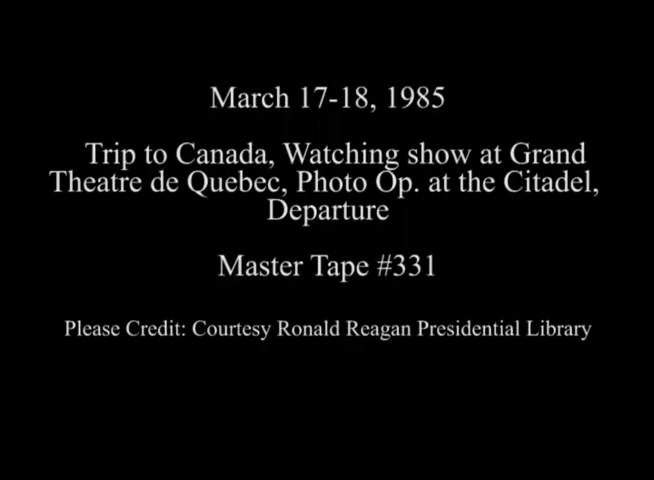 March 17-18, 1985
Trip to Canada, Watching show at Grand
Theatre de Quebec, Photo Op. at the Citadel,
Departure
Master Tape #331
Please Credit: Courtesy Ronald Reagan Presidential Library